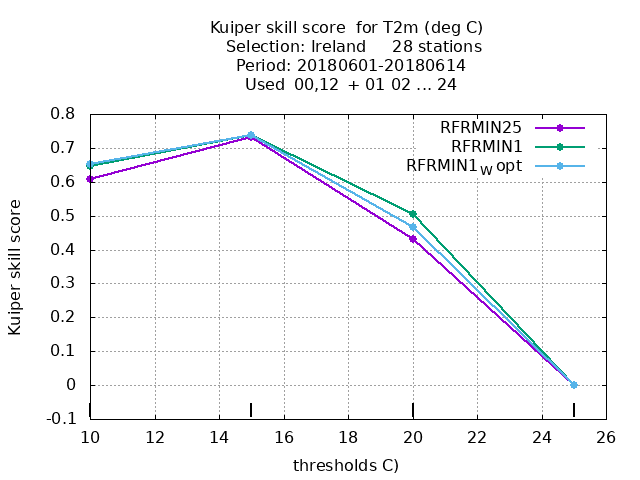 Kuiper skill score for T2m (deg C)
Selection: Ireland 28 stations
Period: 20180601-20180614
Used 00,12 + 01 02 ... 24
RFRMIN25
RFRMIN1
RFRMIN1W opt
Kuiper skill score
0.8
0.7
0.6
0.5
0.4
0.3
0.2
0.1
0
-0.1
10 12 14 16 18 20 22 24 26
thresholds C)